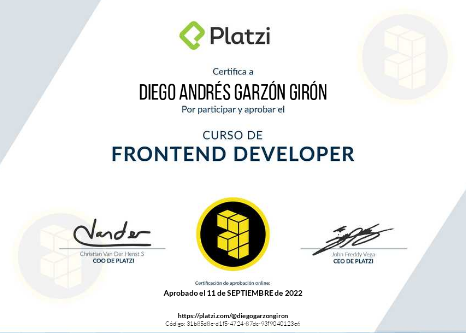 Platzi
Certifica a
DIEGO ANDRÉS GARZÓN GIRÓN
Por participar y aprobar el
CURSO DE
FRONTEND DEVELOPER
Christian Van Der Henst S
COO DE PLATZI
John Freddy Vega
CEO DE PLATZI
Certificación de aprobación online:
Aprobado el 11 de SEPTIEMBRE de 2022
https://platzi.com/@diegogarzongiron
Código: